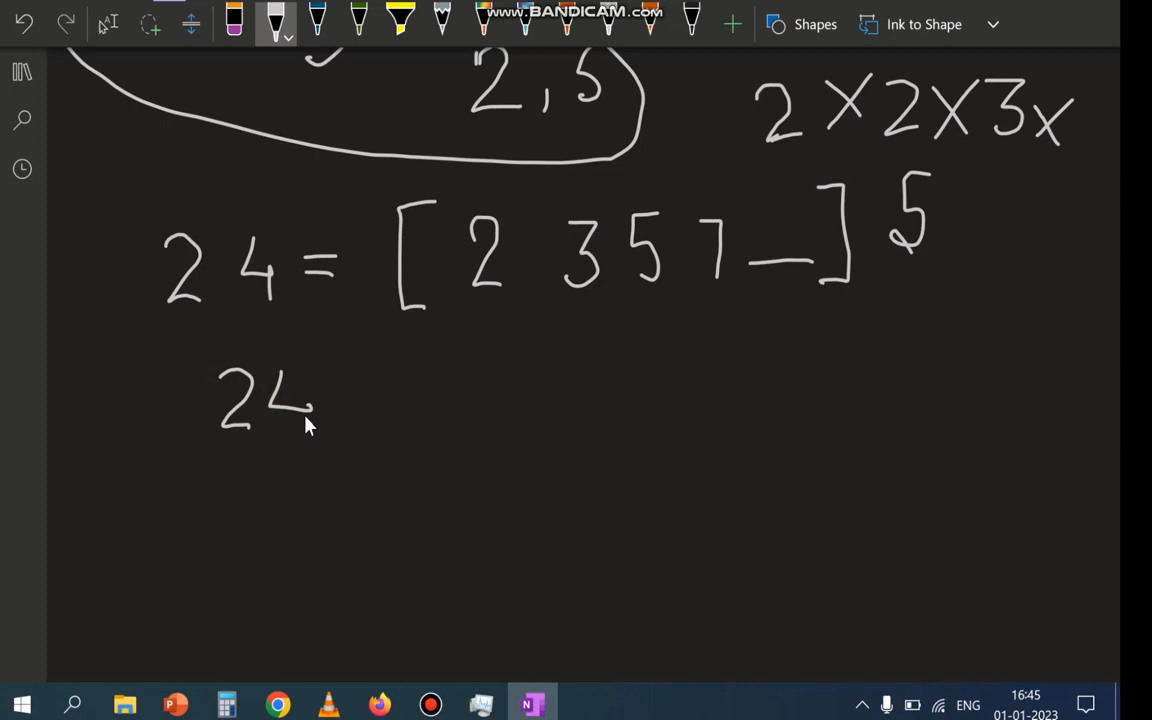 www.BANDICAM.com
Shapes
Ink to Shape
2,5
2 x 2 x 3 x
5
24 = [ 2 3 5 7 _ ]
24
ENG
16:45
01-01-2023